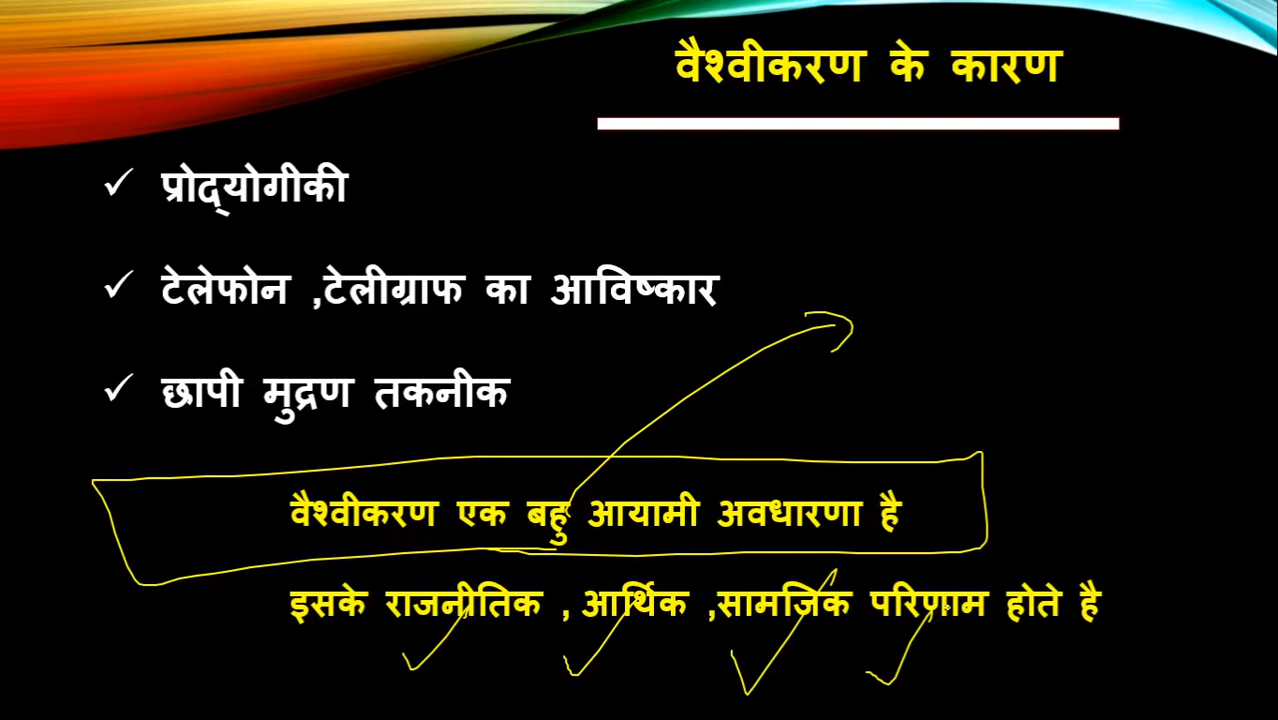 वैश्वीकरण के कारण
✓ प्रोद्योगीकी
✓ टेलेफोन ,टेलीग्राफ का आविष्कार
✓ छापी मुद्रण तकनीक
वैश्वीकरण एक बहु आयामी अवधारणा है
इसके राजनीतिक , आर्थिक ,सामजिक परिणाम होते है